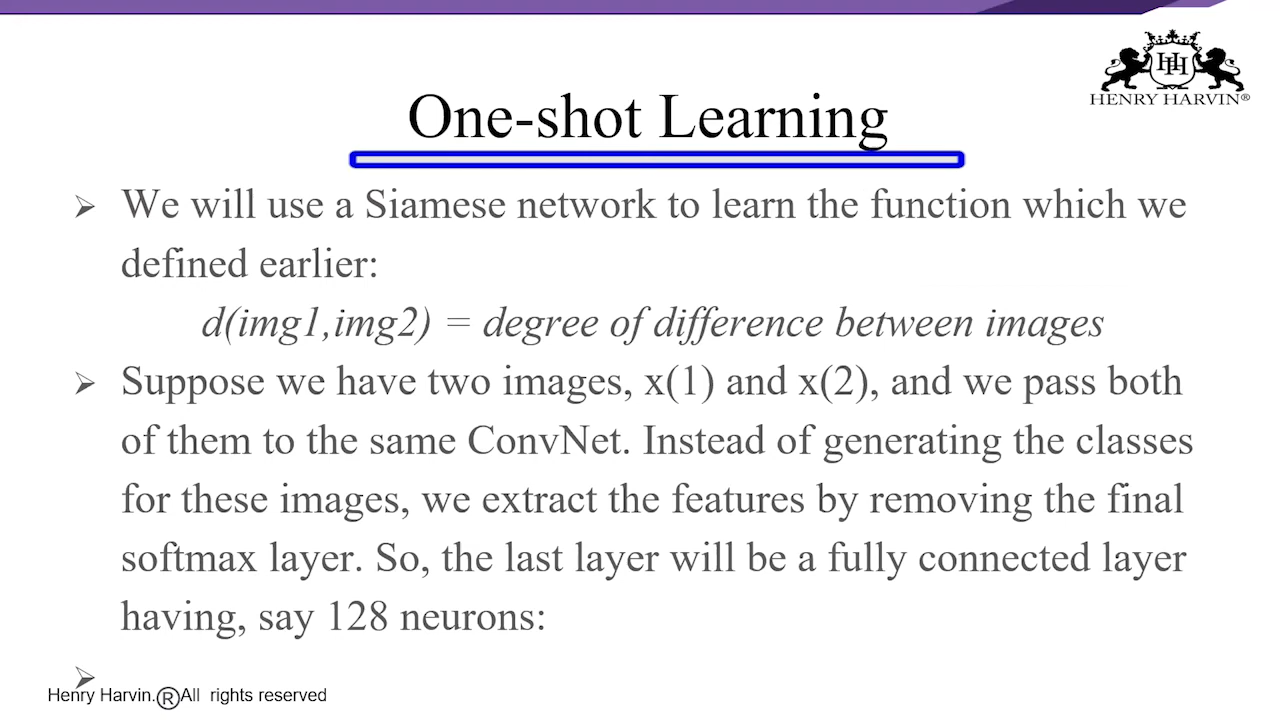 HENRY HARVIN®
One-shot Learning
➢ We will use a Siamese network to learn the function which we
defined earlier:
d(img1,img2) = degree of difference between images
➢ Suppose we have two images, x(1) and x(2), and we pass both
of them to the same ConvNet. Instead of generating the classes
for these images, we extract the features by removing the final
softmax layer. So, the last layer will be a fully connected layer
having, say 128 neurons:
➢
Henry Harvin.®All rights reserved